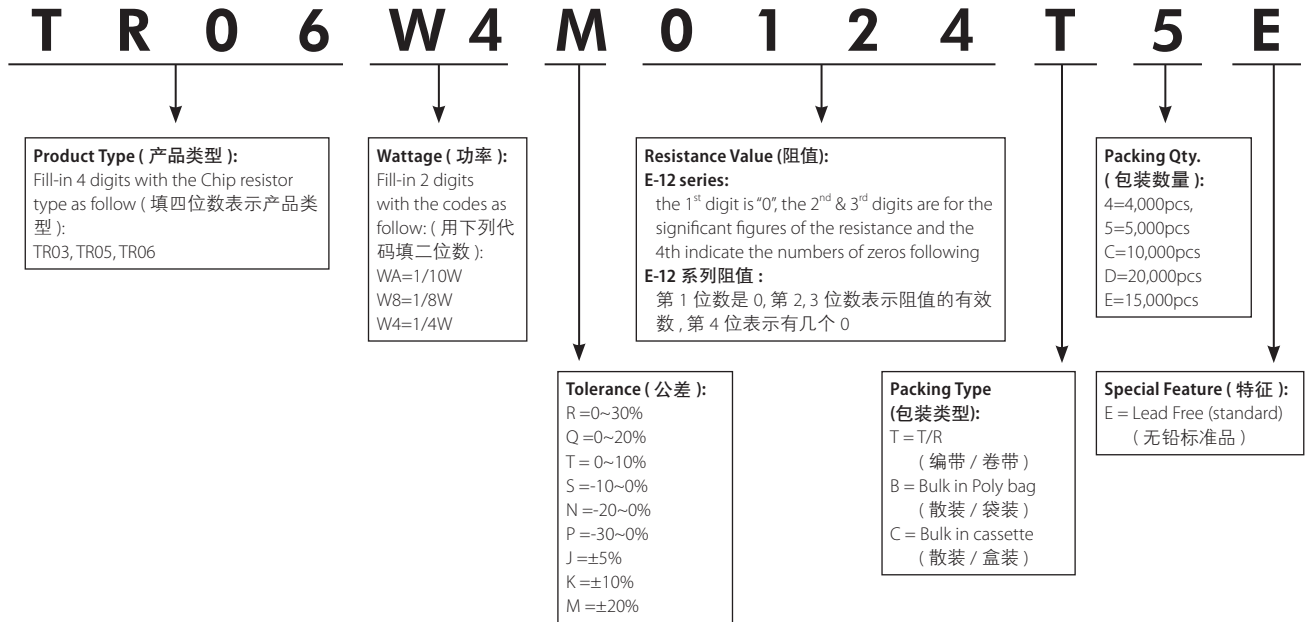 T R 0 6 W 4 M 0 1 2 4 T 5 E
Product Type ( 产品类型 ):
Fill-in 4 digits with the Chip resistor
type as follow ( 填四位数表示产品类
型 ):
TR03, TR05, TR06
Wattage ( 功率 ):
Fill-in 2 digits
with the codes as
follow: ( 用下列代
码填二位数 ):
WA=1/10W
W8=1/8W
W4=1/4W
Resistance Value (阻值):
E-12 series:
the 1st digit is “0”, the 2nd & 3rd digits are for the
significant figures of the resistance and the
4th indicate the numbers of zeros following
E-12 系列阻值 :
第 1 位数是 0, 第 2, 3 位数表示阻值的有效
数 , 第 4 位表示有几个 0
Packing Qty.
( 包装数量 ):
4=4,000pcs,
5=5,000pcs
C=10,000pcs
D=20,000pcs
E=15,000pcs
Tolerance ( 公差 ):
R =0~30%
Q =0~20%
T = 0~10%
S =-10~0%
N =-20~0%
P =-30~0%
J =±5%
K =±10%
M =±20%
Packing Type
(包装类型):
T = T/R
( 编带 / 卷带 )
B = Bulk in Poly bag
( 散装 / 袋装 )
C = Bulk in cassette
( 散装 / 盒装 )
Special Feature ( 特征 ):
E = Lead Free (standard)
( 无铅标准品 )